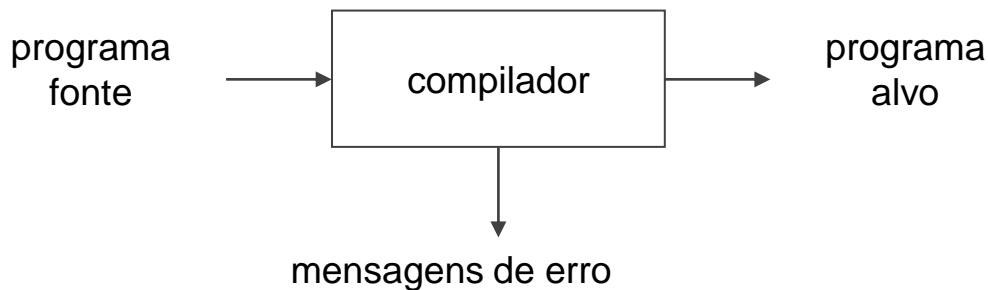 programa
fonte
compilador
programa
alvo
mensagens de erro